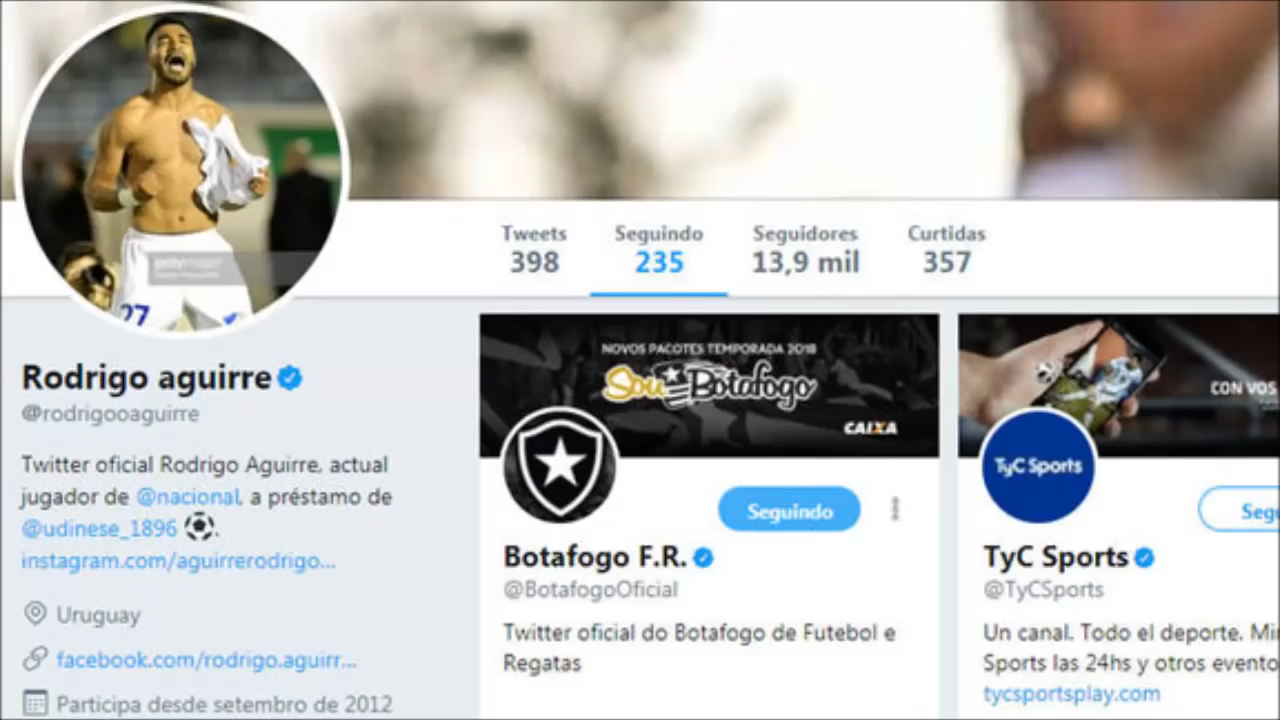 Tweets
398
Seguindo
235
Seguidores
13,9 mil
Curtidas
357
27
Rodrigo aguirre
@rodrigooaguirre
Twitter oficial Rodrigo Aguirre, actual
jugador de @nacional, a préstamo de
@udinese_1896 ⚽.
instagram.com/aguirrerodrigo...
Uruguay
facebook.com/rodrigo.aguirr...
Participa desde setembro de 2012
NOVOS PACOTES TEMPORADA 2018
Sou Botafogo
CAIXA
Seguindo
Botafogo F.R.
@BotafogoOficial
Twitter oficial do Botafogo de Futebol e
Regatas
CON VOS
TyC Sports
Seg
TyC Sports
@TyCSports
Un canal. Todo el deporte. Mi
Sports las 24hs y otros evento
tycsportsplay.com